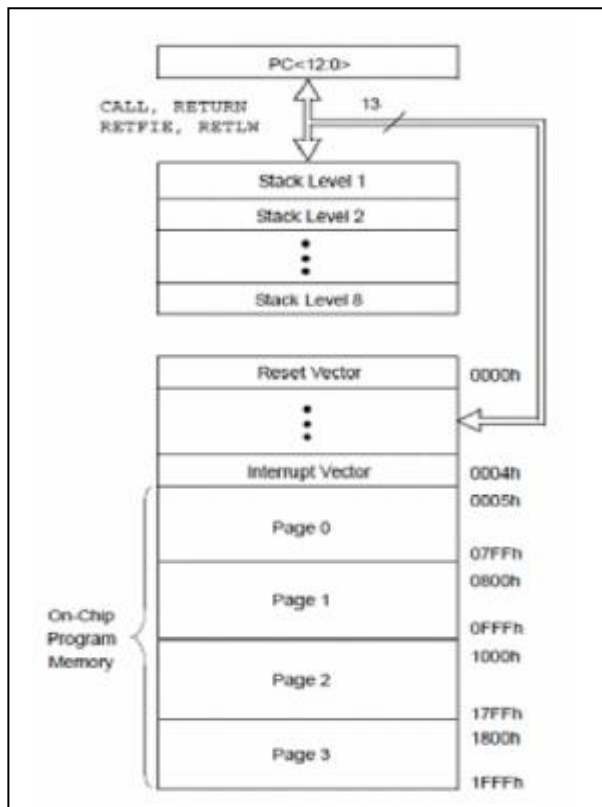 PC<12:0>
CALL, RETURN
RETFIE, RETLW
13
Stack Level 1
Stack Level 2
Stack Level 8
Reset Vector
0000h
Interrupt Vector
0004h
0005h
Page 0
07FFh
0800h
Page 1
0FFFh
On-Chip
Program
Memory
1000h
Page 2
17FFh
1800h
Page 3
1FFFh